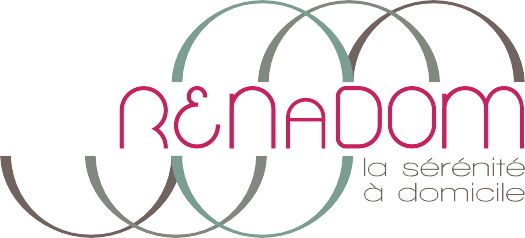 RENADOM
la sérénité
à domicile